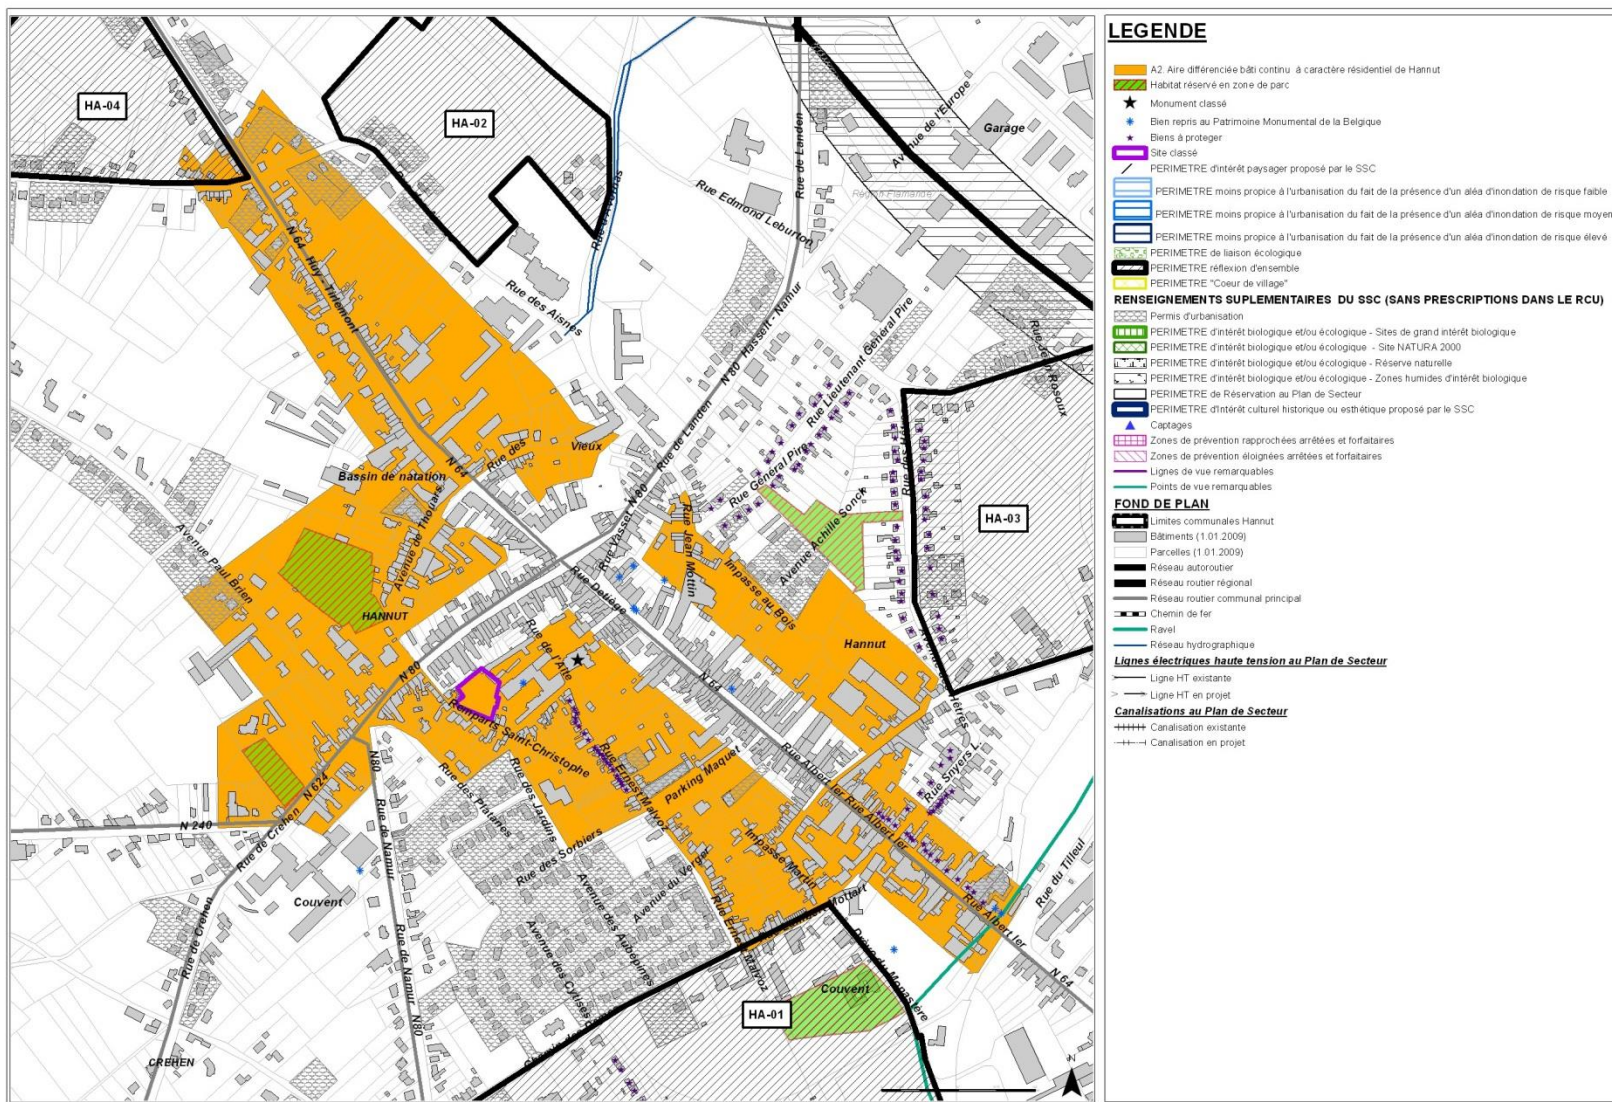 HA-04
HA-02
HA-03
HA-01
Garage
Avenue de l'Europe
Rue de Landen
Région Flamande
Rue Edmond Leburton
Rue des Aisnes
N 64
Huy - Tirlemont
N 80 Hasselt - Namur
Rue Lieutenant Général Pire
Rue Jean Rosoux
Rue de Landen
Vieux
Rue des
N 64
Bassin de natation
Avenue de Thouars
Rue Général Pire
Avenue Achille Sonck
Rue Vasset N 80
Rue Jean Mottin
Impasse au Bois
Avenue Paul Brien
HANNUT
Rue Detiège
Rue de l'Aite
Hannut
N 80
N 64
Remparts Saint-Christophe
Rue Ernest Malvoz
Parking Maquet
Rue Albert Ier Rue Albert Ier
Rue Snyers L.
N80
N 624
N 240
Rue de Crehen
Rue de Namur
Rue des Platanes
Rue des Jardins
Rue des Sorbiers
Avenue du Verger
Impasse Martin
Avenue des Aubépines
Avenue des Cytises
Rue Ernest Malvoz
Mottart
Rue Albert Ier
Rue du Tilleul
N 64
Couvent
Rue de Crehen
Rue de Namur
N80
Drève du Monastère
Couvent
CREHEN
N
LEGENDE
A2. Aire différenciée bâti continu à caractère résidentiel de Hannut
Habitat réservé en zone de parc
Monument classé
Bien repris au Patrimoine Monumental de la Belgique
Biens à proteger
Site classé
PERIMETRE d'intérêt paysager proposé par le SSC
PERIMETRE moins propice à l'urbanisation du fait de la présence d'un aléa d'inondation de risque faible
PERIMETRE moins propice à l'urbanisation du fait de la présence d'un aléa d'inondation de risque moyen
PERIMETRE moins propice à l'urbanisation du fait de la présence d'un aléa d'inondation de risque élevé
PERIMETRE de liaison écologique
PERIMETRE réflexion d'ensemble
PERIMETRE "Coeur de village"
RENSEIGNEMENTS SUPLEMENTAIRES DU SSC (SANS PRESCRIPTIONS DANS LE RCU)
Permis d'urbanisation
PERIMETRE d'intérêt biologique et/ou écologique - Sites de grand intérêt biologique
PERIMETRE d'intérêt biologique et/ou écologique - Site NATURA 2000
PERIMETRE d'intérêt biologique et/ou écologique - Réserve naturelle
PERIMETRE d'intérêt biologique et/ou écologique - Zones humides d'intérêt biologique
PERIMETRE de Réservation au Plan de Secteur
PERIMETRE d'Intérêt culturel historique ou esthétique proposé par le SSC
Captages
Zones de prévention rapprochées arrêtées et forfaitaires
Zones de prévention éloignées arrêtées et forfaitaires
Lignes de vue remarquables
Points de vue remarquables
FOND DE PLAN
Limites communales Hannut
Bâtiments (1.01.2009)
Parcelles (1.01.2009)
Réseau autoroutier
Réseau routier régional
Réseau routier communal principal
Chemin de fer
Ravel
Réseau hydrographique
Lignes électriques haute tension au Plan de Secteur
Ligne HT existante
Ligne HT en projet
Canalisations au Plan de Secteur
Canalisation existante
Canalisation en projet